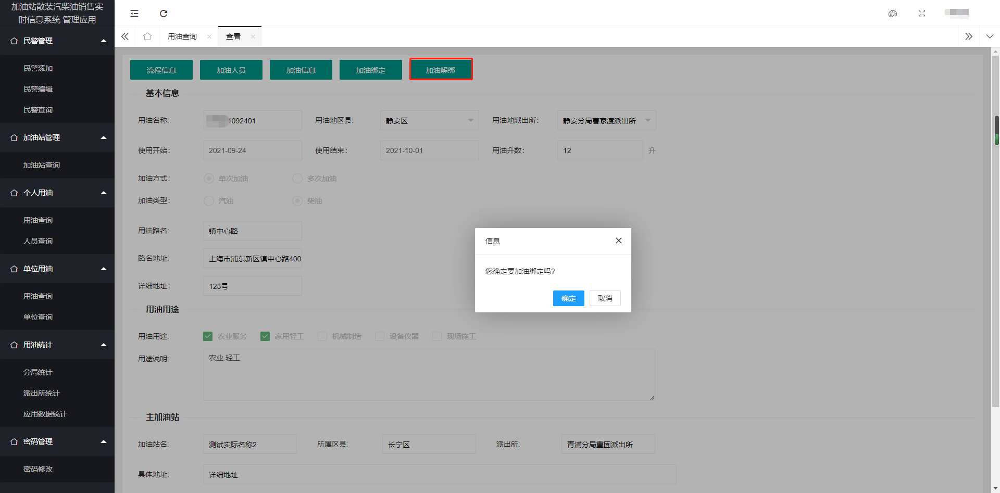 加油站散装汽柴油销售实
时信息系统 管理应用
民警管理
民警添加
民警编辑
民警查询
加油站管理
加油站查询
个人用油
用油查询
人员查询
单位用油
用油查询
单位查询
用油统计
分局统计
派出所统计
应用数据统计
密码管理
密码修改
用油查询
查看
流程信息 加油人员 加油信息 加油绑定 加油解绑
基本信息
用油名称: 1092401 用油地区县: 静安区 用油地派出所: 静安分局曹家渡派出所
使用开始: 2021-09-24 使用结束: 2021-10-01 用油升数: 12 升
加油方式: 单次加油 多次加油
加油类型: 汽油 柴油
用油路名: 镇中心路
路名地址: 上海市浦东新区镇中心路400
详细地址: 123号
信息
您确定要加油绑定吗?
确定 取消
用油用途
用油用途: 农业服务 家用轻工 机械制造 设备仪器 现场施工
用途说明: 农业,轻工
主加油站
加油站名: 测试实际名称2 所属区县: 长宁区 派出所: 青浦分局重固派出所
具体地址: 详细地址